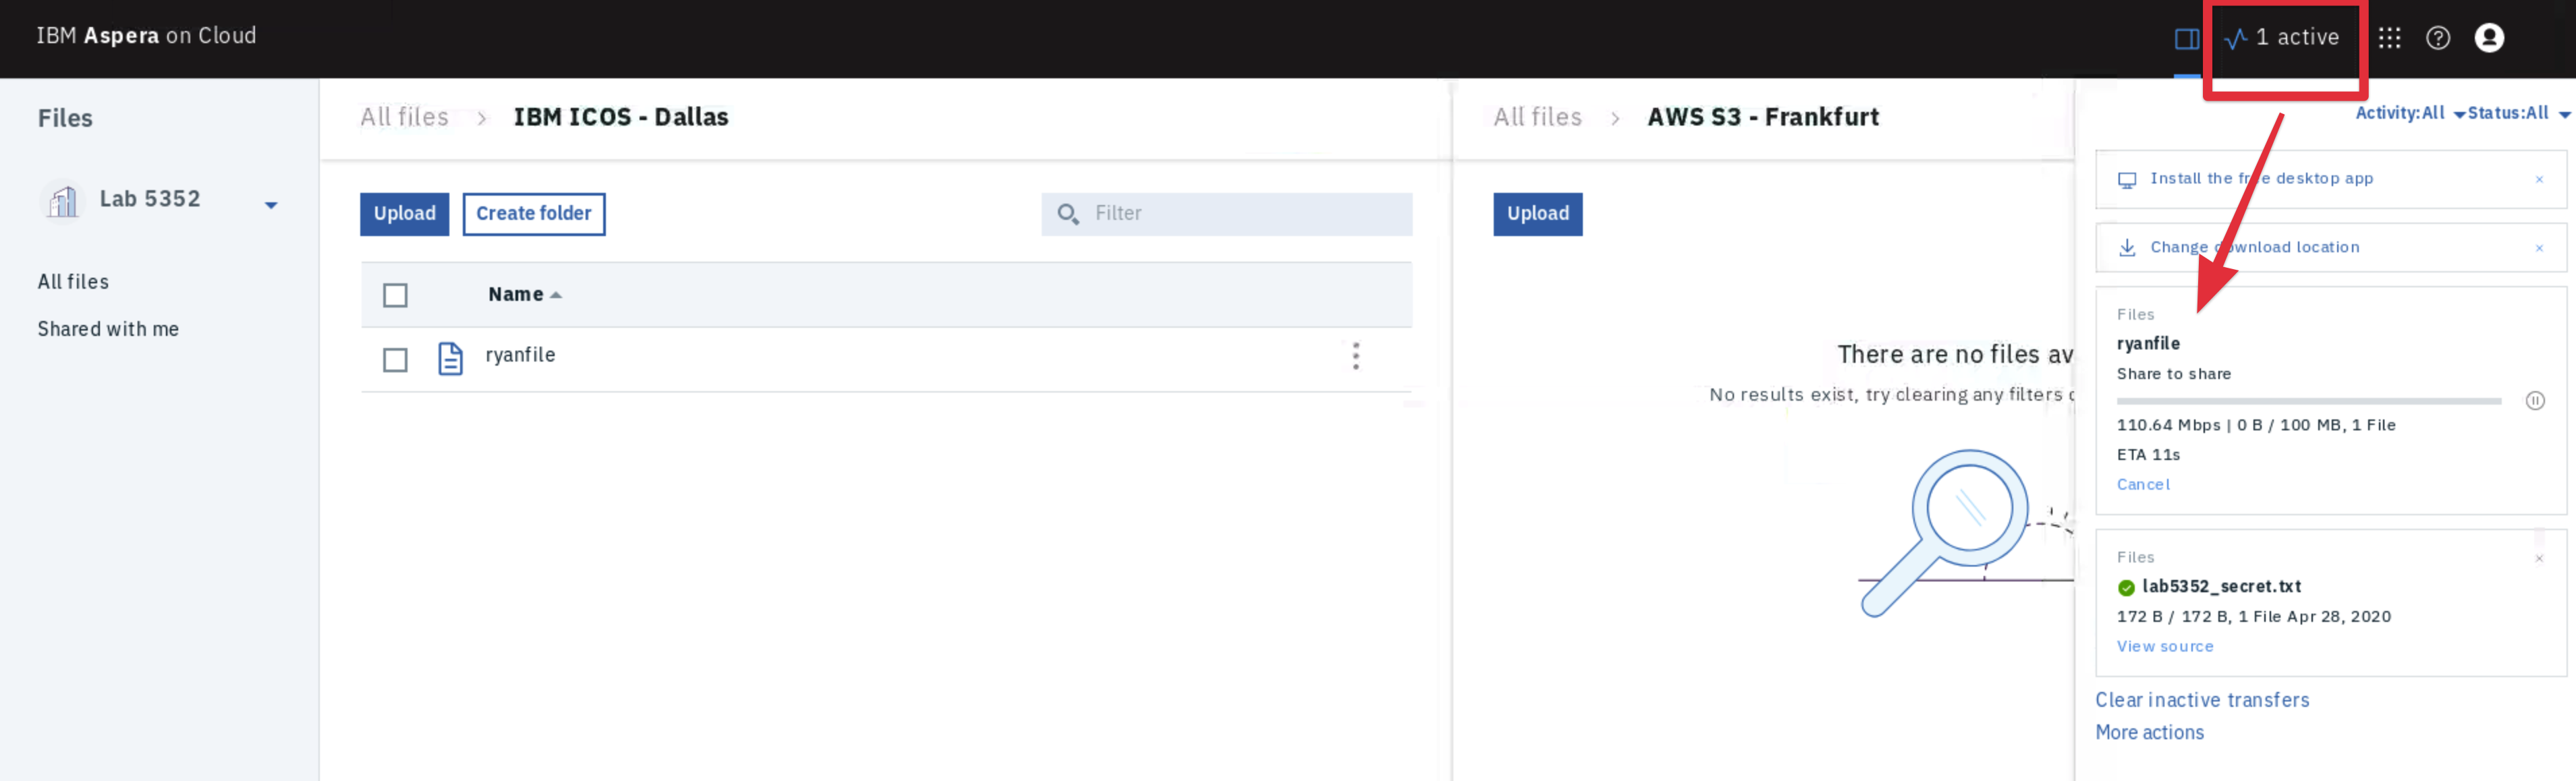 IBM Aspera on Cloud
1 active
Files
Lab 5352
All files
Shared with me
All files > IBM ICOS - Dallas
Upload
Create folder
Filter
Name
ryanfile
All files > AWS S3 - Frankfurt
Upload
There are no files av
No results exist, try clearing any filters
Activity:All Status:All
Install the free desktop app
Change download location
Files
ryanfile
Share to share
110.64 Mbps | 0 B / 100 MB, 1 File
ETA 11s
Cancel
Files
lab5352_secret.txt
172 B / 172 B, 1 File Apr 28, 2020
View source
Clear inactive transfers
More actions